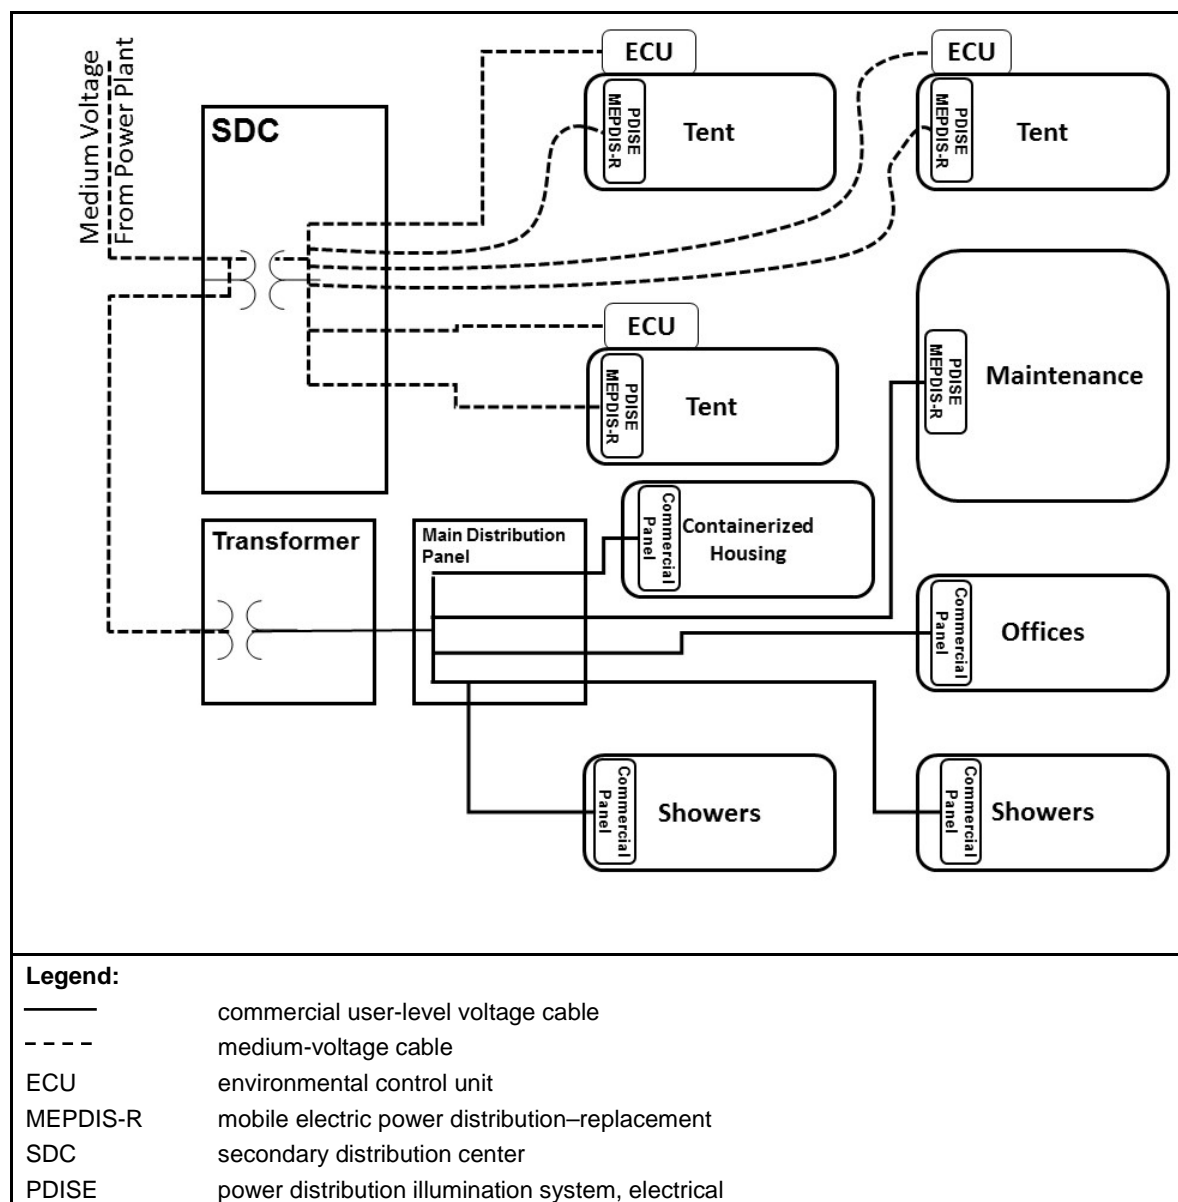 Medium Voltage
From Power Plant
SDC
ECU
PDISE
MEPDIS-R
Tent
ECU
PDISE
MEPDIS-R
Tent
ECU
PDISE
MEPDIS-R
Tent
PDISE
MEPDIS-R
Maintenance
Transformer
Main Distribution
Panel
Commercial
Panel
Containerized
Housing
Commercial
Panel
Offices
Commercial
Panel
Showers
Commercial
Panel
Showers
Legend:
commercial user-level voltage cable
medium-voltage cable
ECU environmental control unit
MEPDIS-R mobile electric power distribution–replacement
SDC secondary distribution center
PDISE power distribution illumination system, electrical